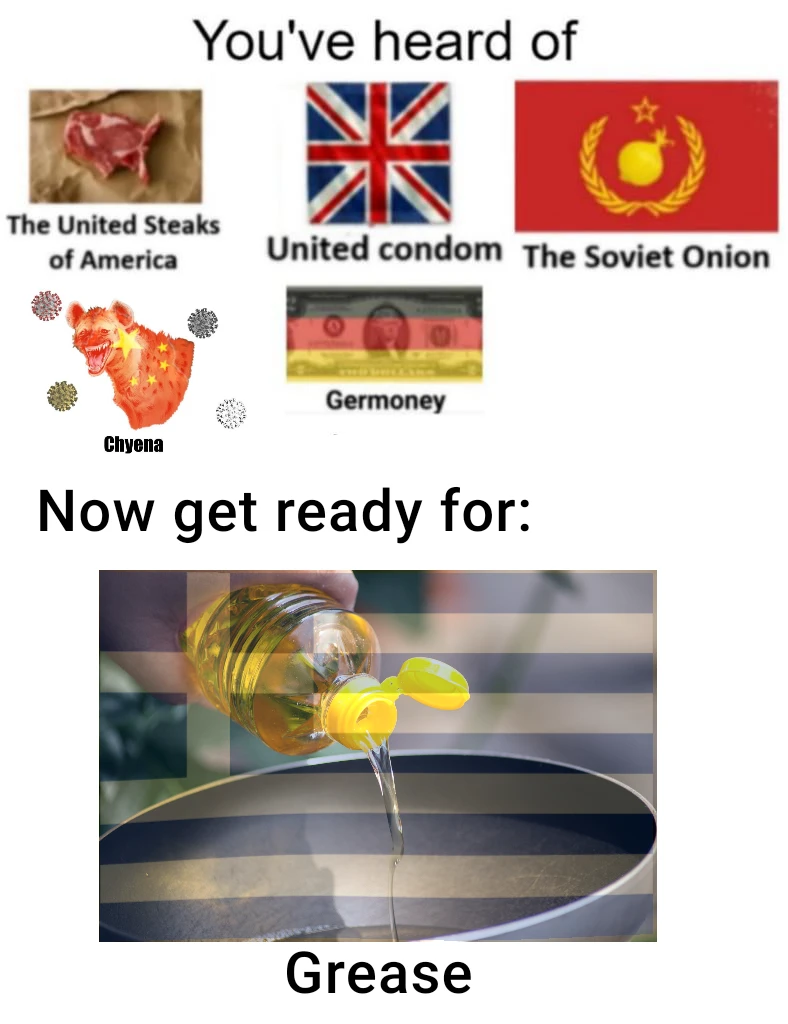 You've heard of
The United Steaks
of America
United condom
The Soviet Onion
Chyena
Germoney
Now get ready for:
Grease